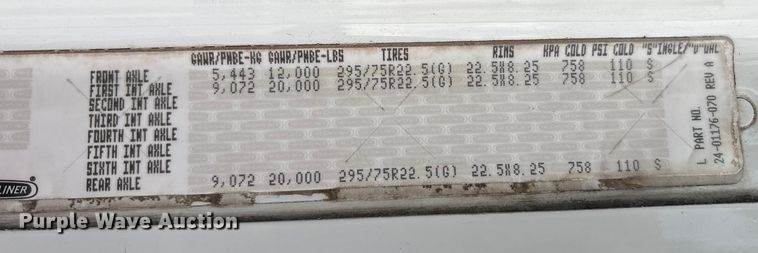 GAWR/PNBE-KG GAWR/PNBE-LBS TIRES RIMS KPA COLD PSI COLD "S"INGLE/"D"UAL
FRONT AXLE 5,443 12,000 295/75R22.5(G) 22.5X8.25 758 110 S
FIRST INT AXLE 9,072 20,000 295/75R22.5(G) 22.5X8.25 758 110 S
SECOND INT AXLE
THIRD INT AXLE
FOURTH INT AXLE
FIFTH INT AXLE
SIXTH INT AXLE
REAR AXLE 9,072 20,000 295/75R22.5(G) 22.5X8.25 758 110 S
L PART NO.
24-01176-070 REV A
LINER
Purple Wave Auction